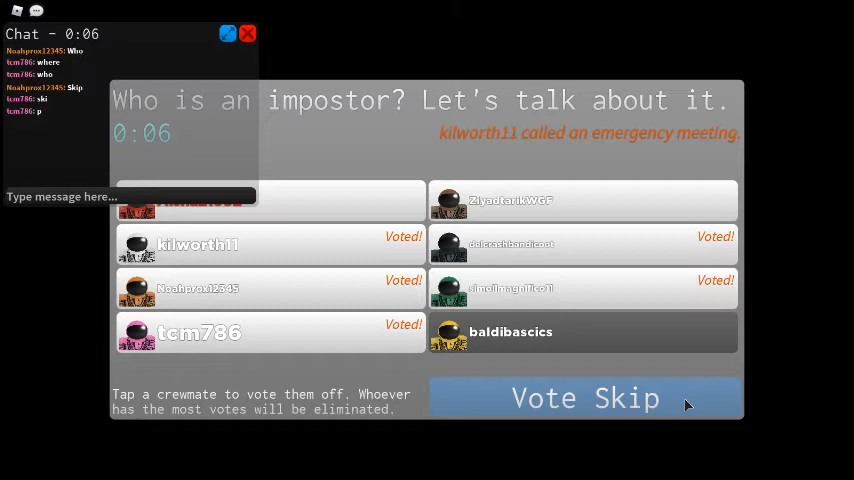 Chat - 0:06
Noahprox12345: Who
tcm786: where
tcm786: who
Noahprox12345: Skip
tcm786: ski
tcm786: p
Type message here...
Who is an impostor? Let's talk about it.
0:06
kilworth11 called an emergency meeting.
ZiyadtarikWGF
kilworth11 Voted!
dolcrashbandicoot Voted!
Noahprox12345 Voted!
simollmagnifico11 Voted!
tcm786 Voted!
baldibascics
Tap a crewmate to vote them off. Whoever
has the most votes will be eliminated.
Vote Skip